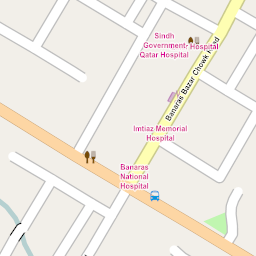 Sindh
Government-
Qatar Hospital
Hospital
Banaras Bazar Chowk Road
Imtiaz Memorial
Hospital
Banaras
National
Hospital